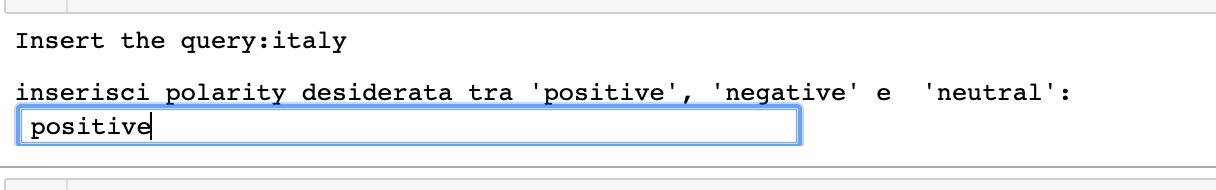 Insert the query:italy
inserisci polarity desiderata tra 'positive', 'negative' e  'neutral':
positive